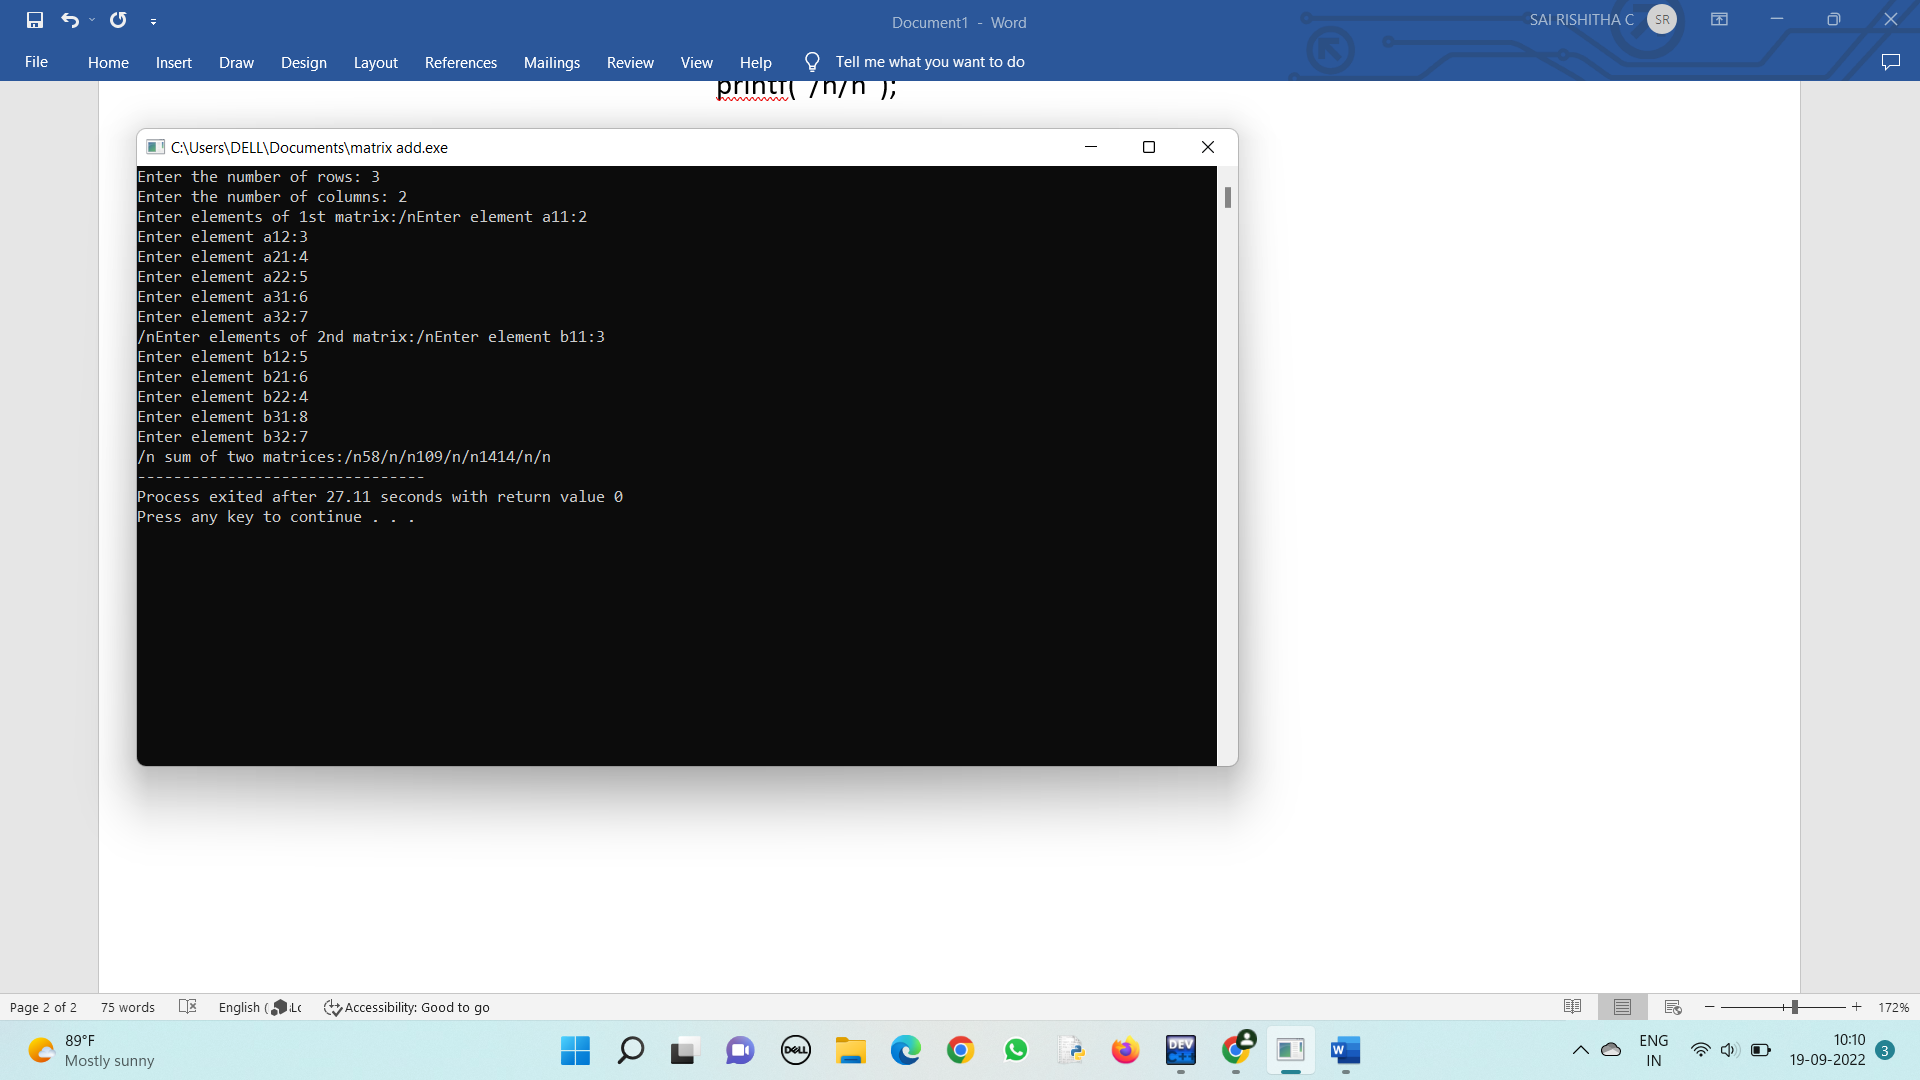 Document1 - Word
SAI RISHITHA C
SR
File
Home
Insert
Draw
Design
Layout
References
Mailings
Review
View
Help
Tell me what you want to do
printf("/n/n");
C:\Users\DELL\Documents\matrix add.exe
Enter the number of rows: 3
Enter the number of columns: 2
Enter elements of 1st matrix:/nEnter element a11:2
Enter element a12:3
Enter element a21:4
Enter element a22:5
Enter element a31:6
Enter element a32:7
/nEnter elements of 2nd matrix:/nEnter element b11:3
Enter element b12:5
Enter element b21:6
Enter element b22:4
Enter element b31:8
Enter element b32:7
/n sum of two matrices:/n58/n/n109/n/n1414/n/n
--------------------------------
Process exited after 27.11 seconds with return value 0
Press any key to continue . . .
Page 2 of 2
75 words
English (
Accessibility: Good to go
172%
89°F
Mostly sunny
DELL
DEV
C++
W
ENG
IN
10:10
19-09-2022
3